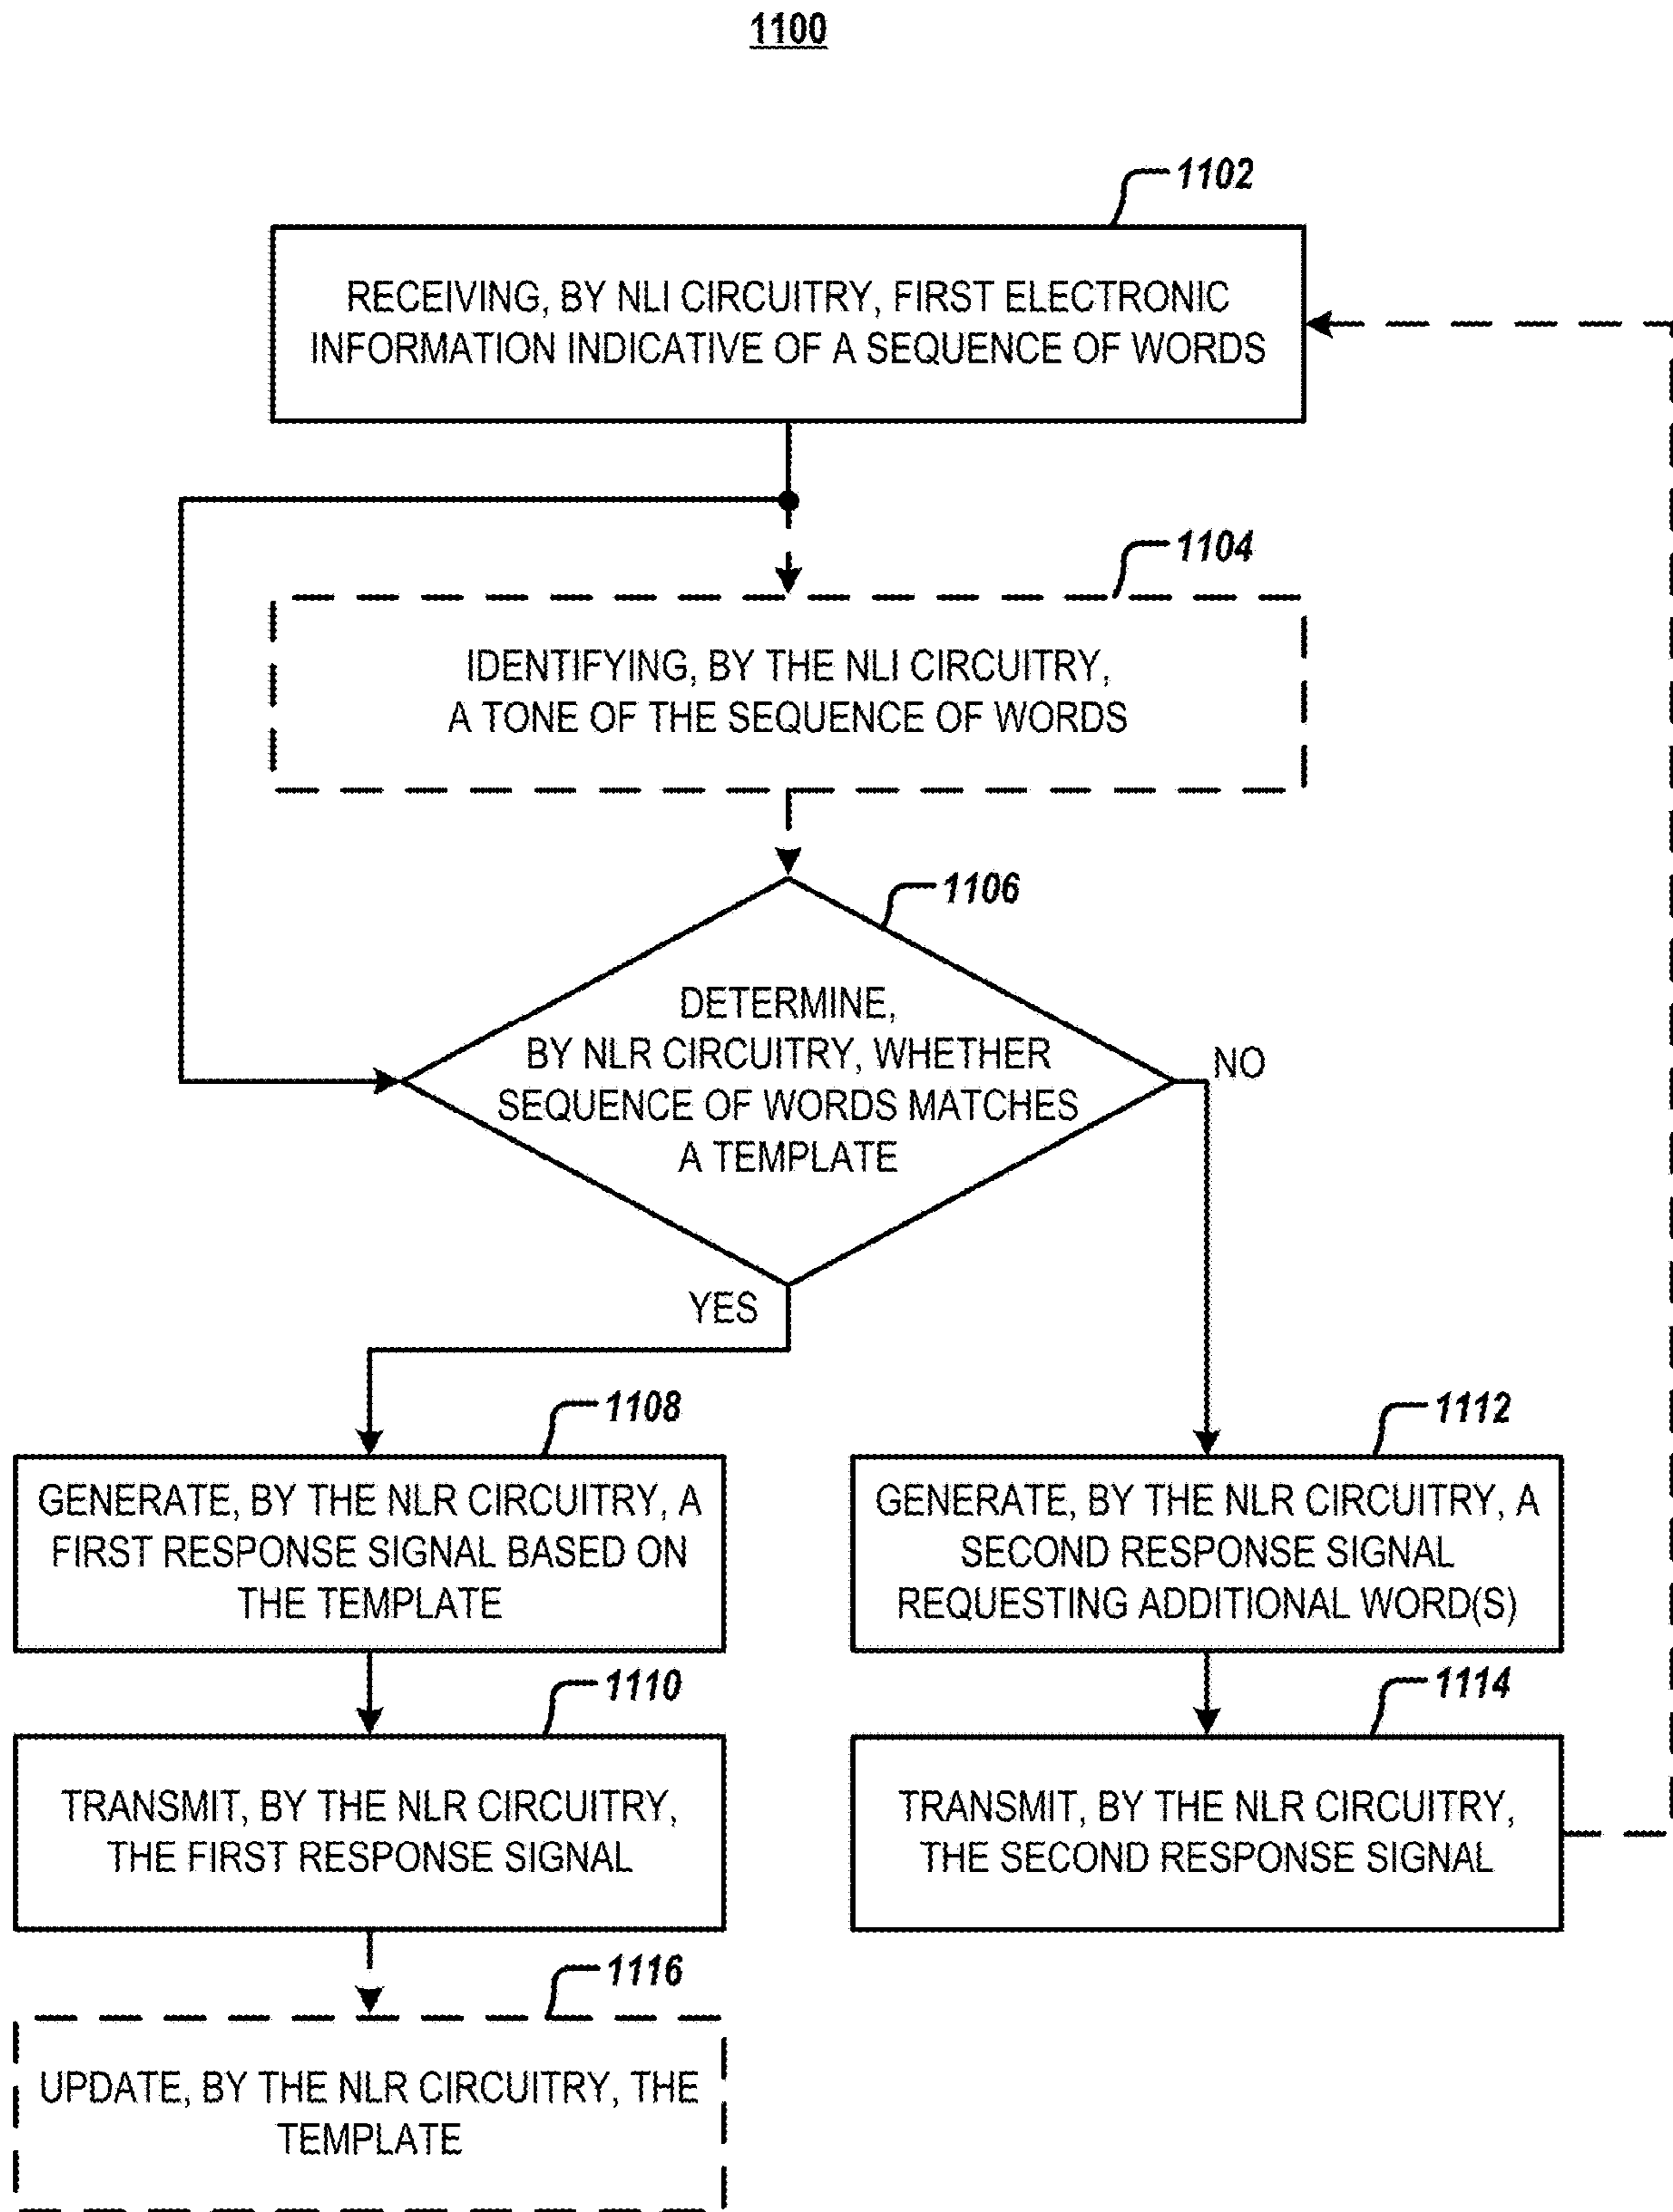 1100
1102
RECEIVING, BY NLI CIRCUITRY, FIRST ELECTRONIC
INFORMATION INDICATIVE OF A SEQUENCE OF WORDS
1104
IDENTIFYING, BY THE NLI CIRCUITRY,
A TONE OF THE SEQUENCE OF WORDS
1106
DETERMINE,
BY NLR CIRCUITRY, WHETHER
SEQUENCE OF WORDS MATCHES
A TEMPLATE
NO
YES
1108
GENERATE, BY THE NLR CIRCUITRY, A
FIRST RESPONSE SIGNAL BASED ON
THE TEMPLATE
1112
GENERATE, BY THE NLR CIRCUITRY, A
SECOND RESPONSE SIGNAL
REQUESTING ADDITIONAL WORD(S)
1110
TRANSMIT, BY THE NLR CIRCUITRY,
THE FIRST RESPONSE SIGNAL
1114
TRANSMIT, BY THE NLR CIRCUITRY,
THE SECOND RESPONSE SIGNAL
1116
UPDATE, BY THE NLR CIRCUITRY, THE
TEMPLATE